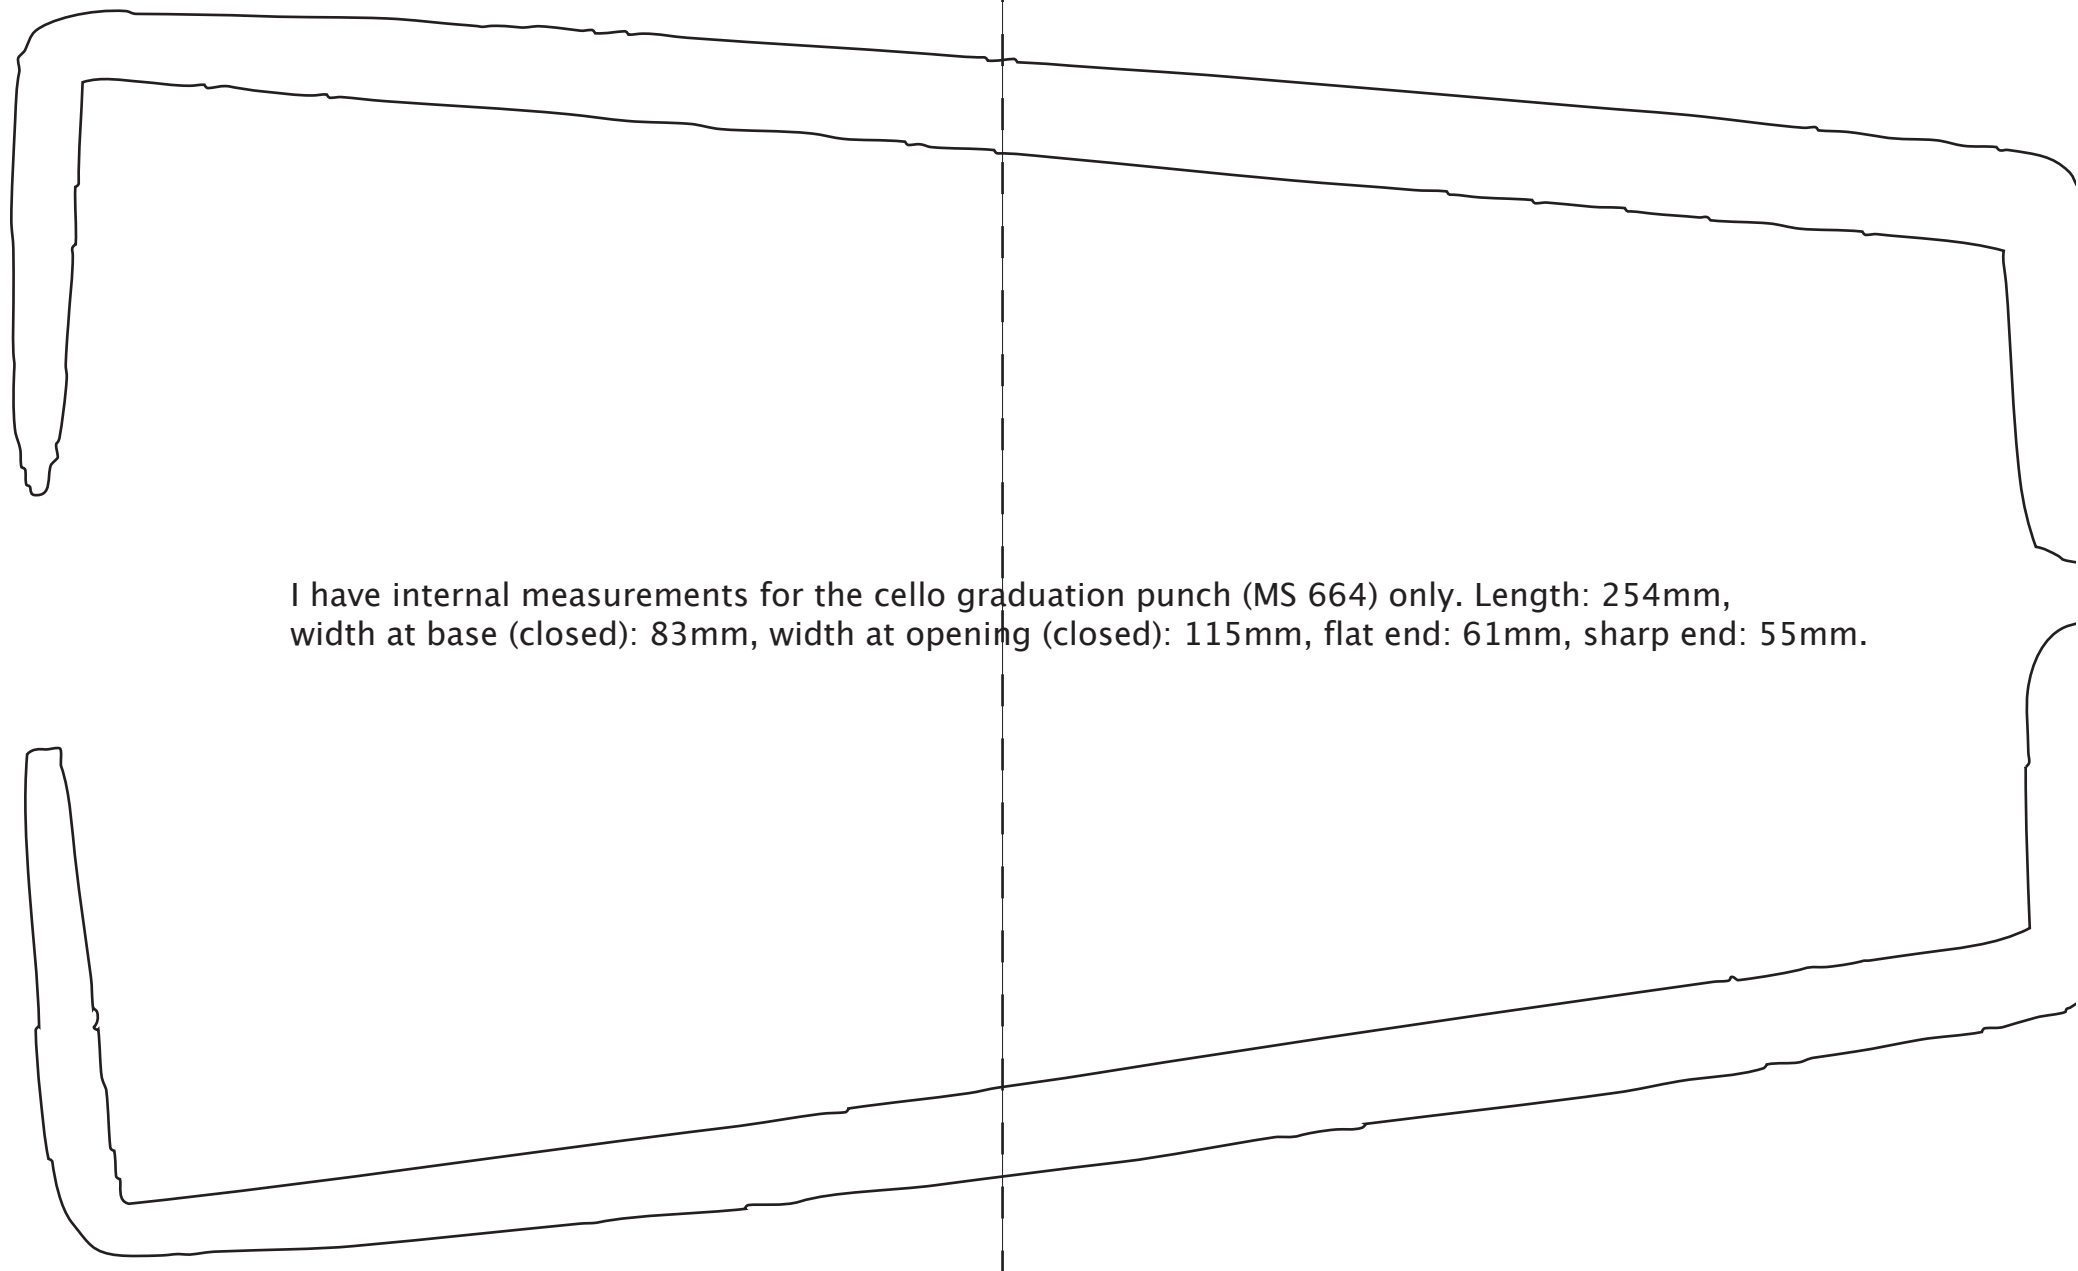 I have internal measurements for the cello graduation punch (MS 664) only. Length: 254mm,
width at base (closed): 83mm, width at opening (closed): 115mm, flat end: 61mm, sharp end: 55mm.